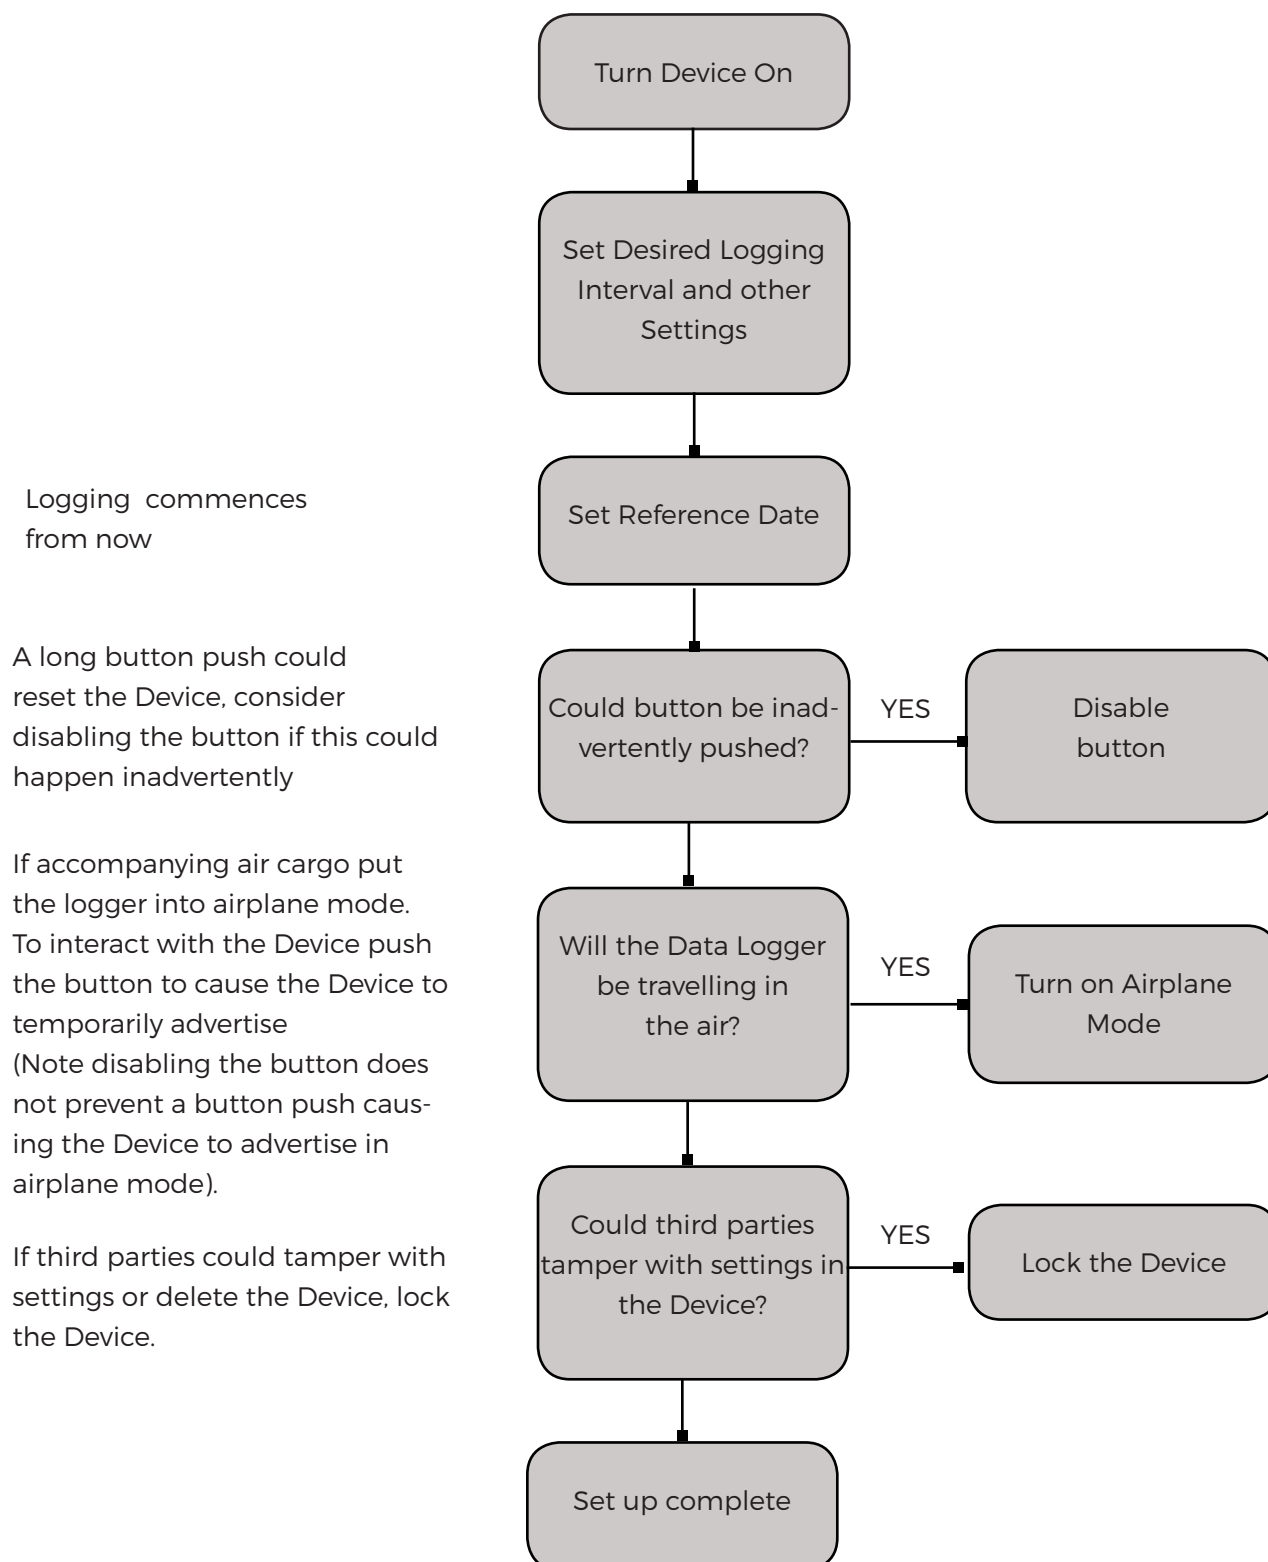 Turn Device On
Set Desired Logging
Interval and other
Settings
Logging commences
from now
Set Reference Date
A long button push could
reset the Device, consider
disabling the button if this could
happen inadvertently
Could button be inad-
vertently pushed?
YES
Disable
button
If accompanying air cargo put
the logger into airplane mode.
To interact with the Device push
the button to cause the Device to
temporarily advertise
(Note disabling the button does
not prevent a button push caus-
ing the Device to advertise in
airplane mode).
Will the Data Logger
be travelling in
the air?
YES
Turn on Airplane
Mode
If third parties could tamper with
settings or delete the Device, lock
the Device.
Could third parties
tamper with settings in
the Device?
YES
Lock the Device
Set up complete